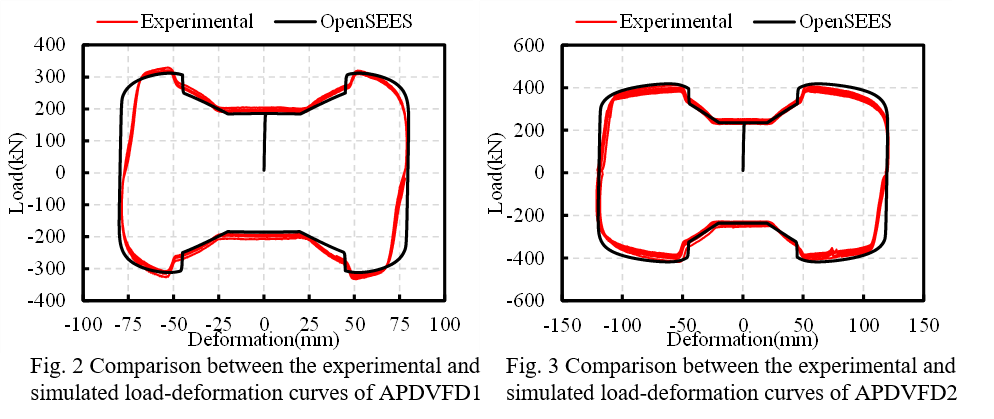 Experimental OpenSEES
400
300
200
100
0
-100
-200
-300
-400
Load(kN)
-100 -75 -50 -25 0 25 50 75 100
Deformation(mm)
Fig. 2 Comparison between the experimental and
simulated load-deformation curves of APDVFD1
Experimental OpenSEES
600
400
200
0
-200
-400
-600
Load(kN)
-150 -100 -50 0 50 100 150
Deformation(mm)
Fig. 3 Comparison between the experimental and
simulated load-deformation curves of APDVFD2